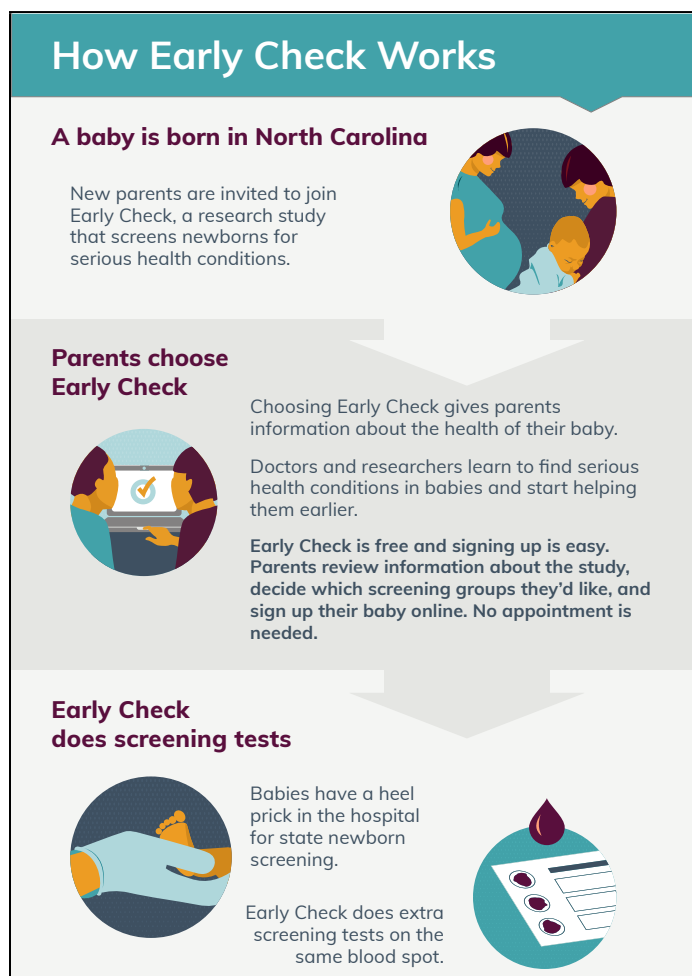 How Early Check Works
A baby is born in North Carolina
New parents are invited to join
Early Check, a research study
that screens newborns for
serious health conditions.
Parents choose
Early Check
Choosing Early Check gives parents
information about the health of their baby.
Doctors and researchers learn to find serious
health conditions in babies and start helping
them earlier.
Early Check is free and signing up is easy.
Parents review information about the study,
decide which screening groups they’d like, and
sign up their baby online. No appointment is
needed.
Early Check
does screening tests
Babies have a heel
prick in the hospital
for state newborn
screening.
Early Check does extra
screening tests on the
same blood spot.